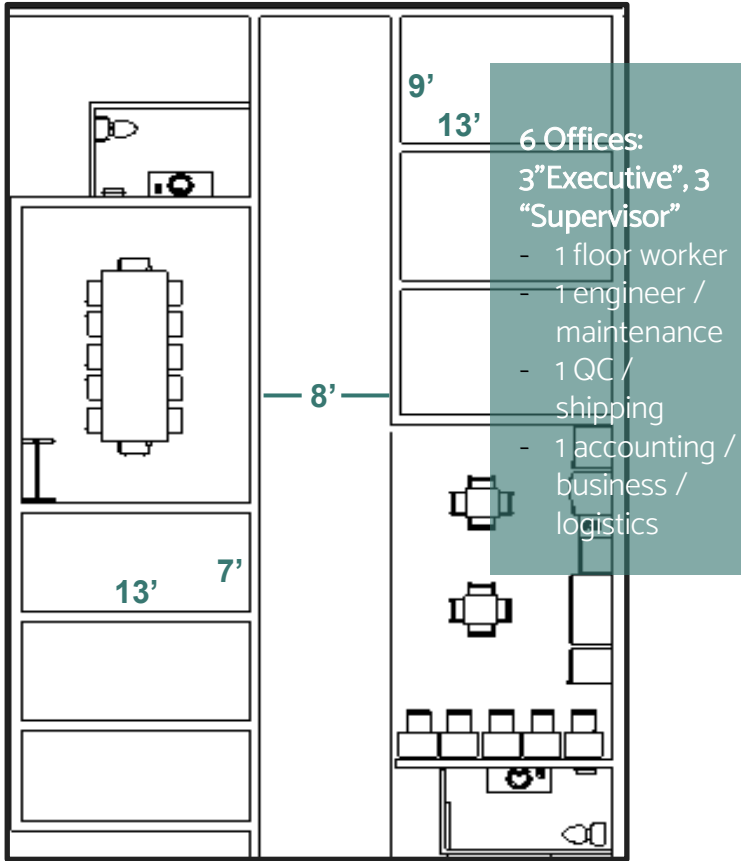 9’
13’
6 Offices:
3”Executive”, 3
“Supervisor”
- 1 floor worker
- 1 engineer /
maintenance
- 1 QC /
shipping
- 1 accounting /
business /
logistics
8’
7’
13’